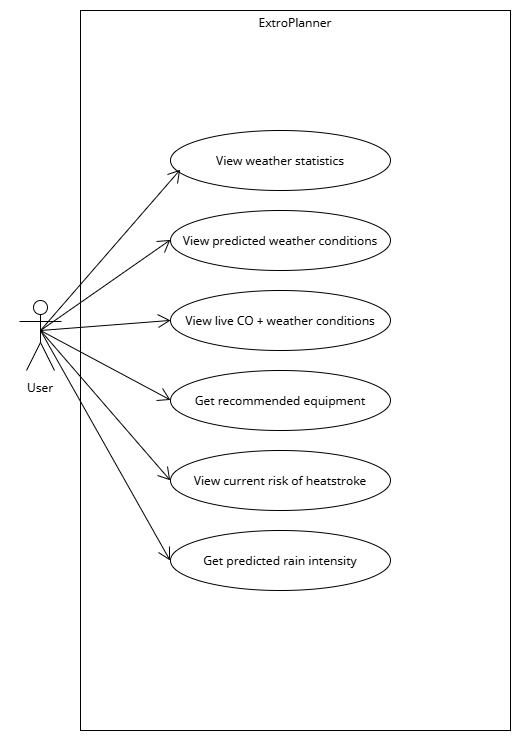 ExtroPlanner
View weather statistics
View predicted weather conditions
View live CO + weather conditions
Get recommended equipment
User
View current risk of heatstroke
Get predicted rain intensity